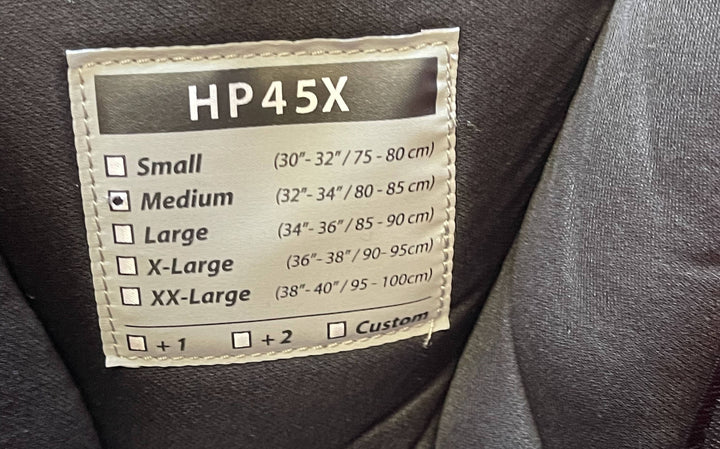 HP45X
Small (30"- 32"/ 75 - 80 cm)
Medium (32"- 34"/ 80 - 85 cm)
Large (34"- 36"/ 85 - 90 cm)
X-Large (36"- 38"/ 90- 95cm)
XX-Large (38"- 40"/ 95 - 100cm)
+ 1 + 2 Custom